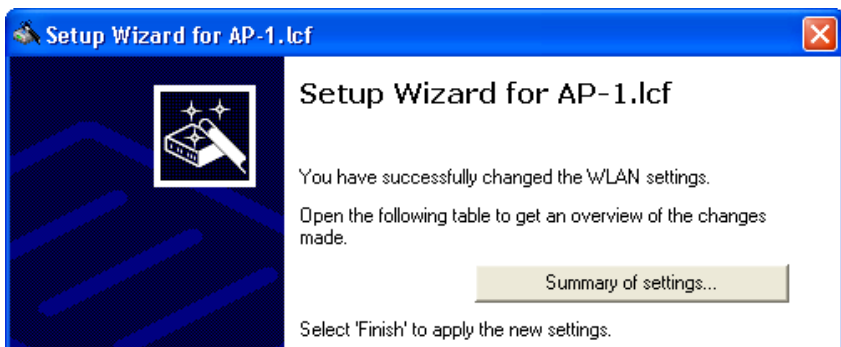 Setup Wizard for AP-1.lcf
Setup Wizard for AP-1.lcf
You have successfully changed the WLAN settings.
Open the following table to get an overview of the changes
made.
Summary of settings...
Select 'Finish' to apply the new settings.